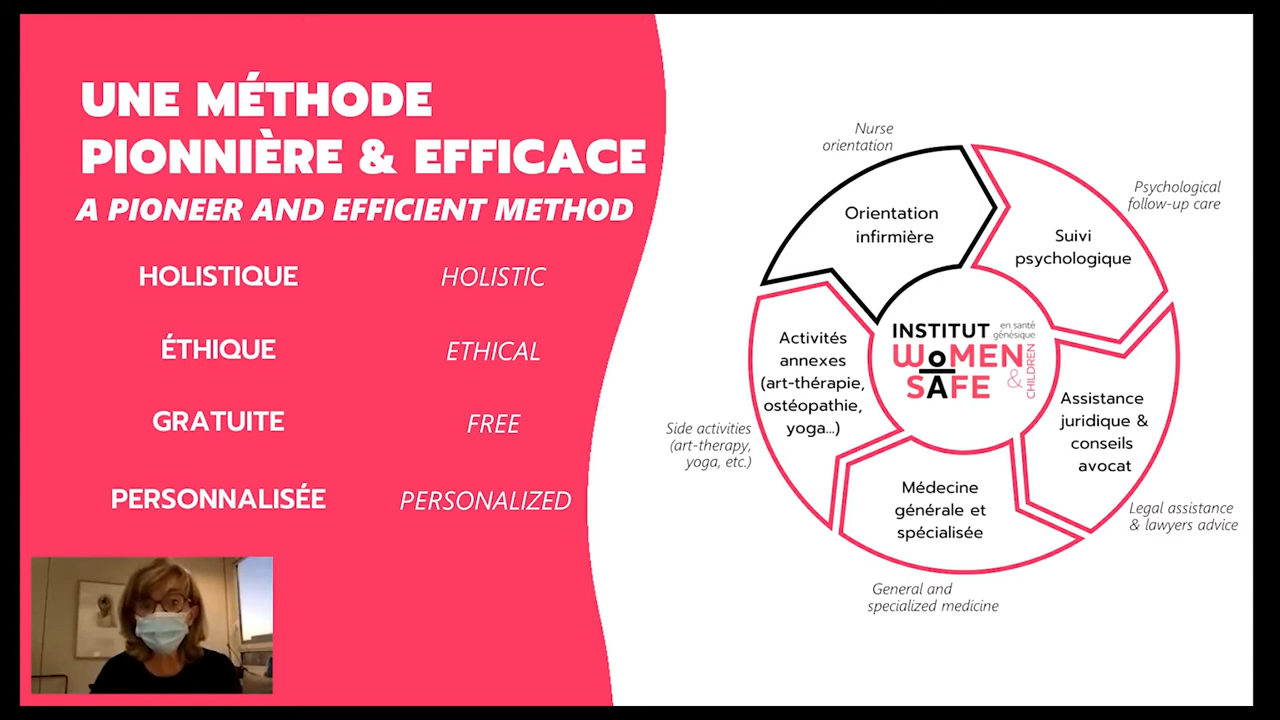 UNE MÉTHODE
PIONNIÈRE & EFFICACE
A PIONEER AND EFFICIENT METHOD
HOLISTIQUE
HOLISTIC
ÉTHIQUE
ETHICAL
GRATUITE
FREE
PERSONNALISÉE
PERSONALIZED
Nurse
orientation
Orientation
infirmière
Psychological
follow-up care
Suivi
psychologique
Assistance
juridique &
conseils
avocat
Legal assistance
& lawyers advice
Médecine
générale et
spécialisée
General and
specialized medicine
Activités
annexes
(art-thérapie,
ostéopathie,
yoga...)
Side activities
(art-therapy,
yoga, etc.)
INSTITUT
en santé
génésique
WOMEN
SAFE
& CHILDREN